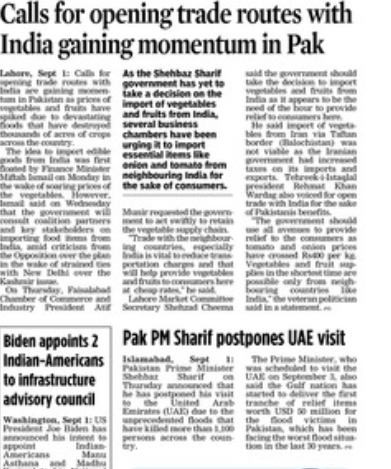 Calls for opening trade routes with
India gaining momentum in Pak
Lahore, Sept 1: Calls for
opening trade routes with
India are gaining momen-
tum in Pakistan as prices of
vegetables and fruits have
spiked due to devastating
floods that have destroyed
thousands of acres of crops
across the country.
The idea to import edible
goods from India was first
floated by Finance Minister
Miftah Ismail on Monday in
the wake of soaring prices of
the vegetables. However,
Ismail said on Wednesday
that the government will
consult coalition partners
and key stakeholders on
importing food items from
India, amid criticism from
the Opposition over the plan
in the wake of strained ties
with New Delhi over the
Kashmir issue.
On Thursday, Faisalabad
Chamber of Commerce and
Industry President Atif
As the Shehbaz Sharif
government has yet to
take a decision on the
import of vegetables
and fruits from India,
several business
chambers have been
urging it to import
essential items like
onion and tomato from
neighbouring India for
the sake of consumers.
Munir requested the govern-
ment to act swiftly to retain
the vegetable supply chain.
"Trade with the neighbour-
ing countries, especially
India is vital to reduce trans-
portation charges and that
will help provide vegetables
and fruits to consumers here
at cheap rates," he said.
Lahore Market Committee
Secretary Shehzad Cheema
said the government should
take the decision to import
vegetables and fruits from
India as it appears to be the
need of the hour to provide
relief to consumers here.
He said import of vegeta-
bles from Iran via Taftan
border (Balochistan) was
not viable as the Iranian
government had increased
taxes on its imports and
exports. Tehreek-i-Istaqlal
president Rehmat Khan
Wardag also voiced for open
trade with India for the sake
of Pakistanis benefits.
"The government should
use all avenues to provide
relief to the consumers as
tomato and onion prices
have crossed Rs400 per kg.
Vegetables and fruit sup-
plies in the shortest time are
possible only from neigh-
bouring countries like
India," the veteran politician
said in a statement. PTI
Biden appoints 2
Indian-Americans
to infrastructure
advisory council
Washington, Sept 1: US
President Joe Biden has
announced his intent to
appoint Indian-
Americans Manu
Asthana and Madhu
Pak PM Sharif postpones UAE visit
Islamabad, Sept 1:
Pakistan Prime Minister
Shehbaz Sharif on
Thursday announced that
he has postponed his visit
to the United Arab
Emirates (UAE) due to the
unprecedented floods that
have killed more than 1,100
persons across the coun-
try.
The Prime Minister, who
was scheduled to visit the
UAE on September 3, also
said the Gulf nation has
started to deliver the first
tranche of relief items
worth USD 50 million for
the flood victims in
Pakistan, which has been
facing the worst flood situa-
tion in the last 30 years. PTI